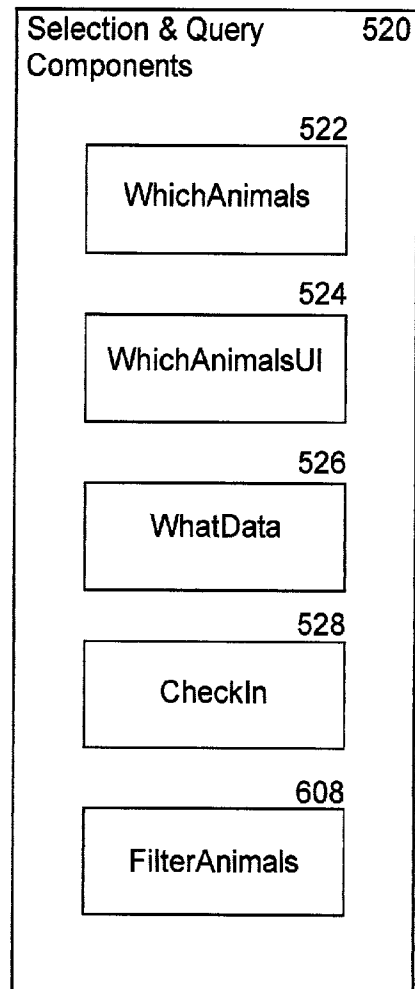 Selection & Query 520
Components
522
WhichAnimals
524
WhichAnimalsUI
526
WhatData
528
CheckIn
608
FilterAnimals